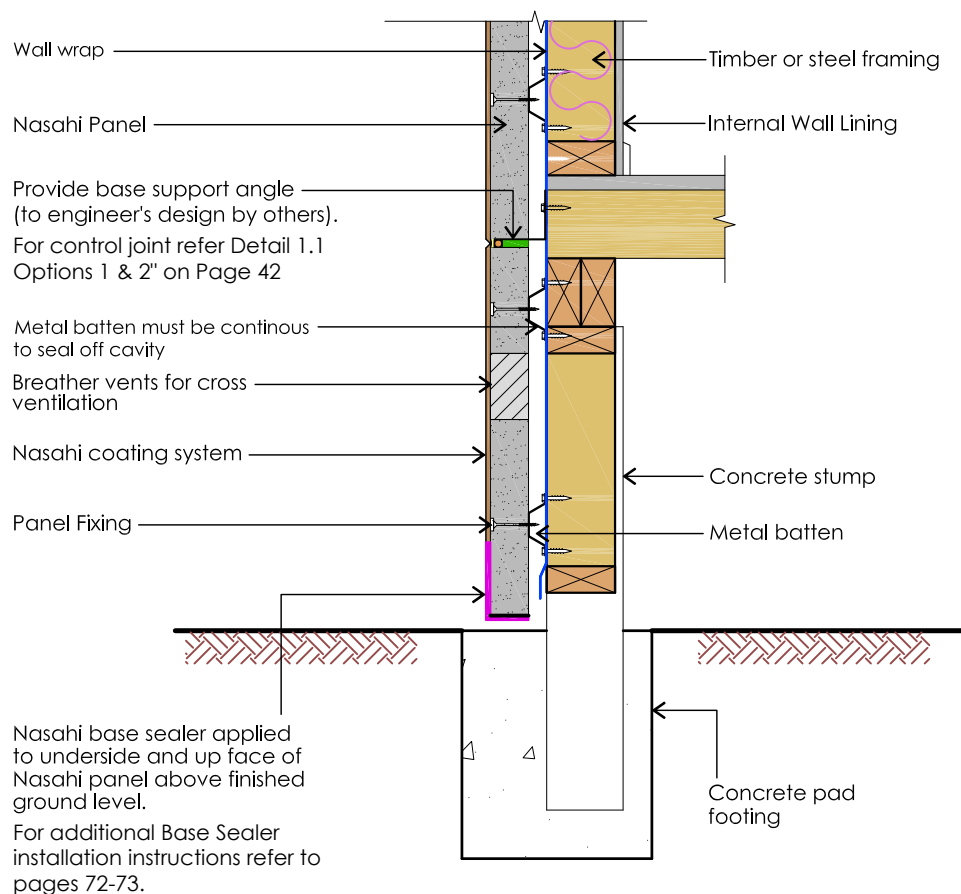 Wall wrap
Nasahi Panel
Provide base support angle
(to engineer's design by others).
For control joint refer Detail 1.1
Options 1 & 2" on Page 42
Metal batten must be continous
to seal off cavity
Breather vents for cross
ventilation
Nasahi coating system
Panel Fixing
Nasahi base sealer applied
to underside and up face of
Nasahi panel above finished
ground level.
For additional Base Sealer
installation instructions refer to
pages 72-73.
Timber or steel framing
Internal Wall Lining
Concrete stump
Metal batten
Concrete pad
footing